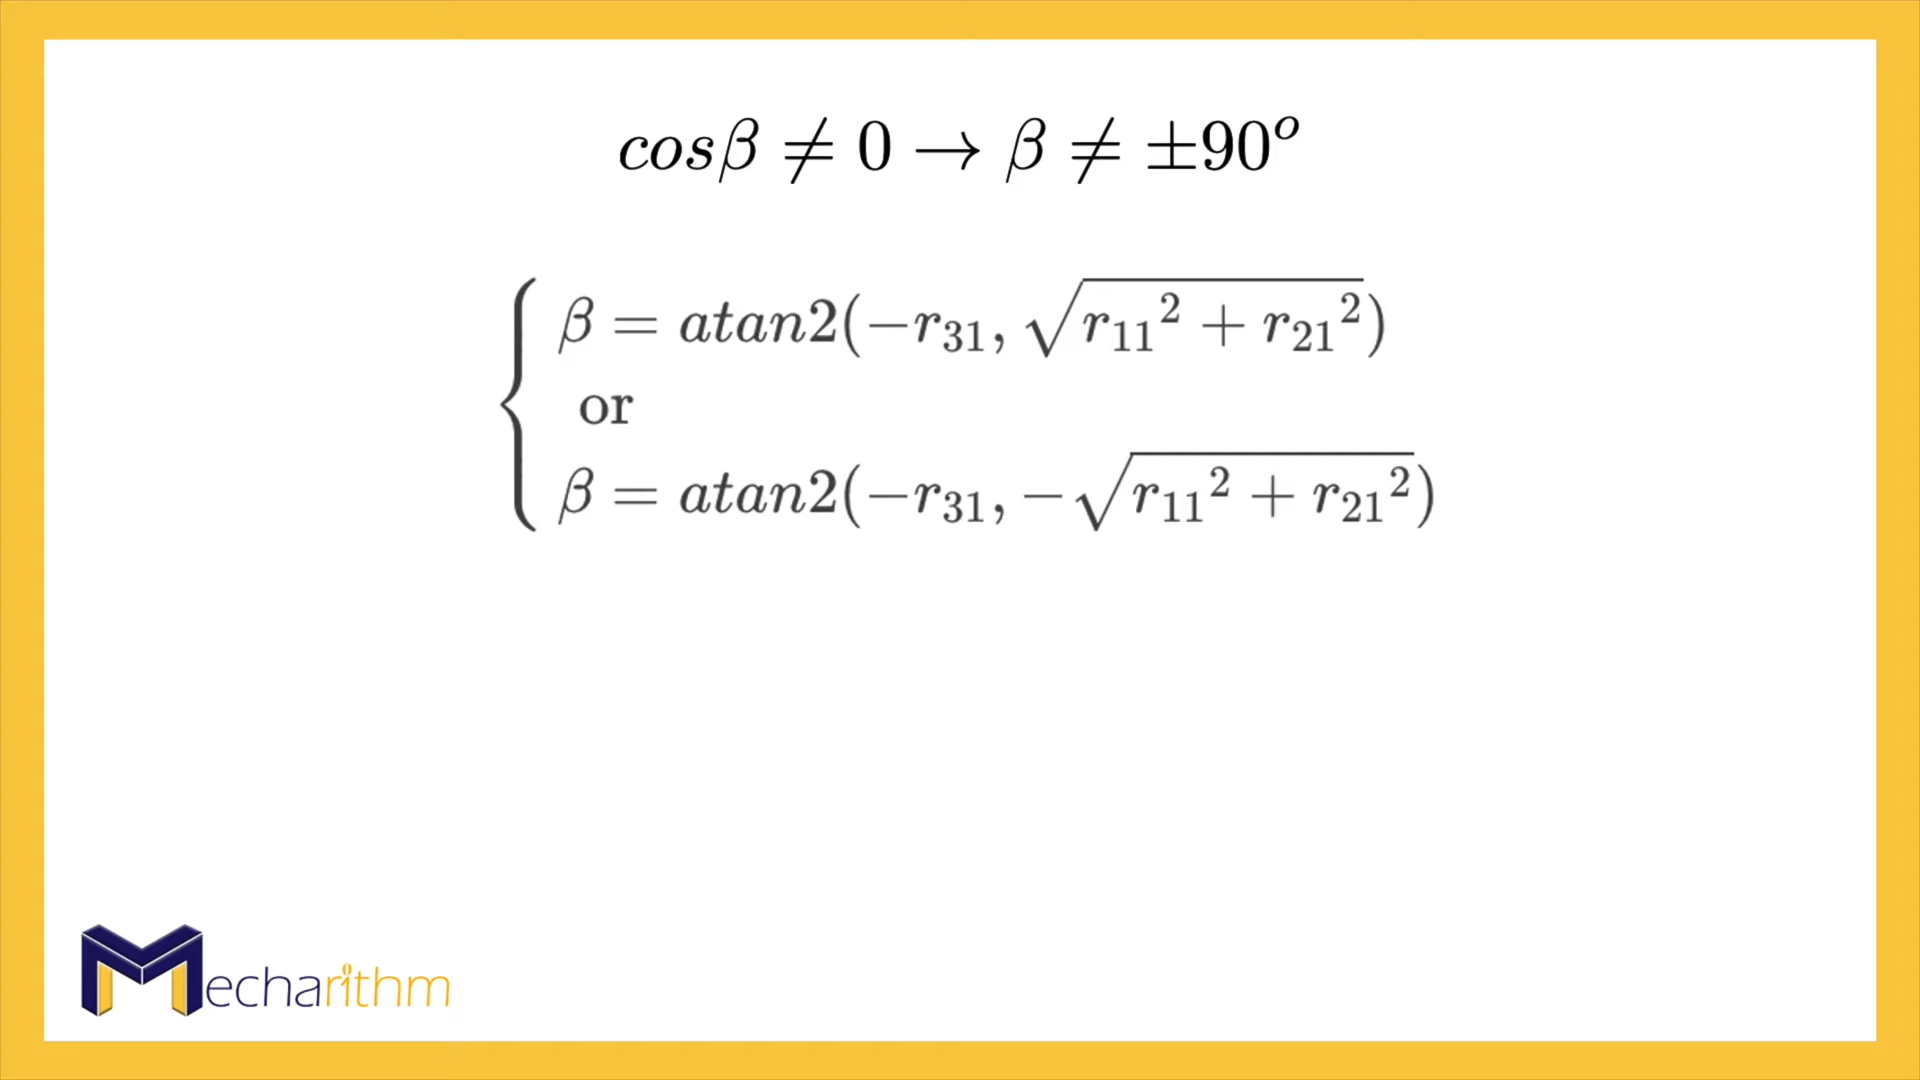 cosβ ≠ 0 → β ≠ ±90°
β = atan2(−r₃₁, √(r₁₁² + r₂₁²))
or
β = atan2(−r₃₁, −√(r₁₁² + r₂₁²))
Mecharithm